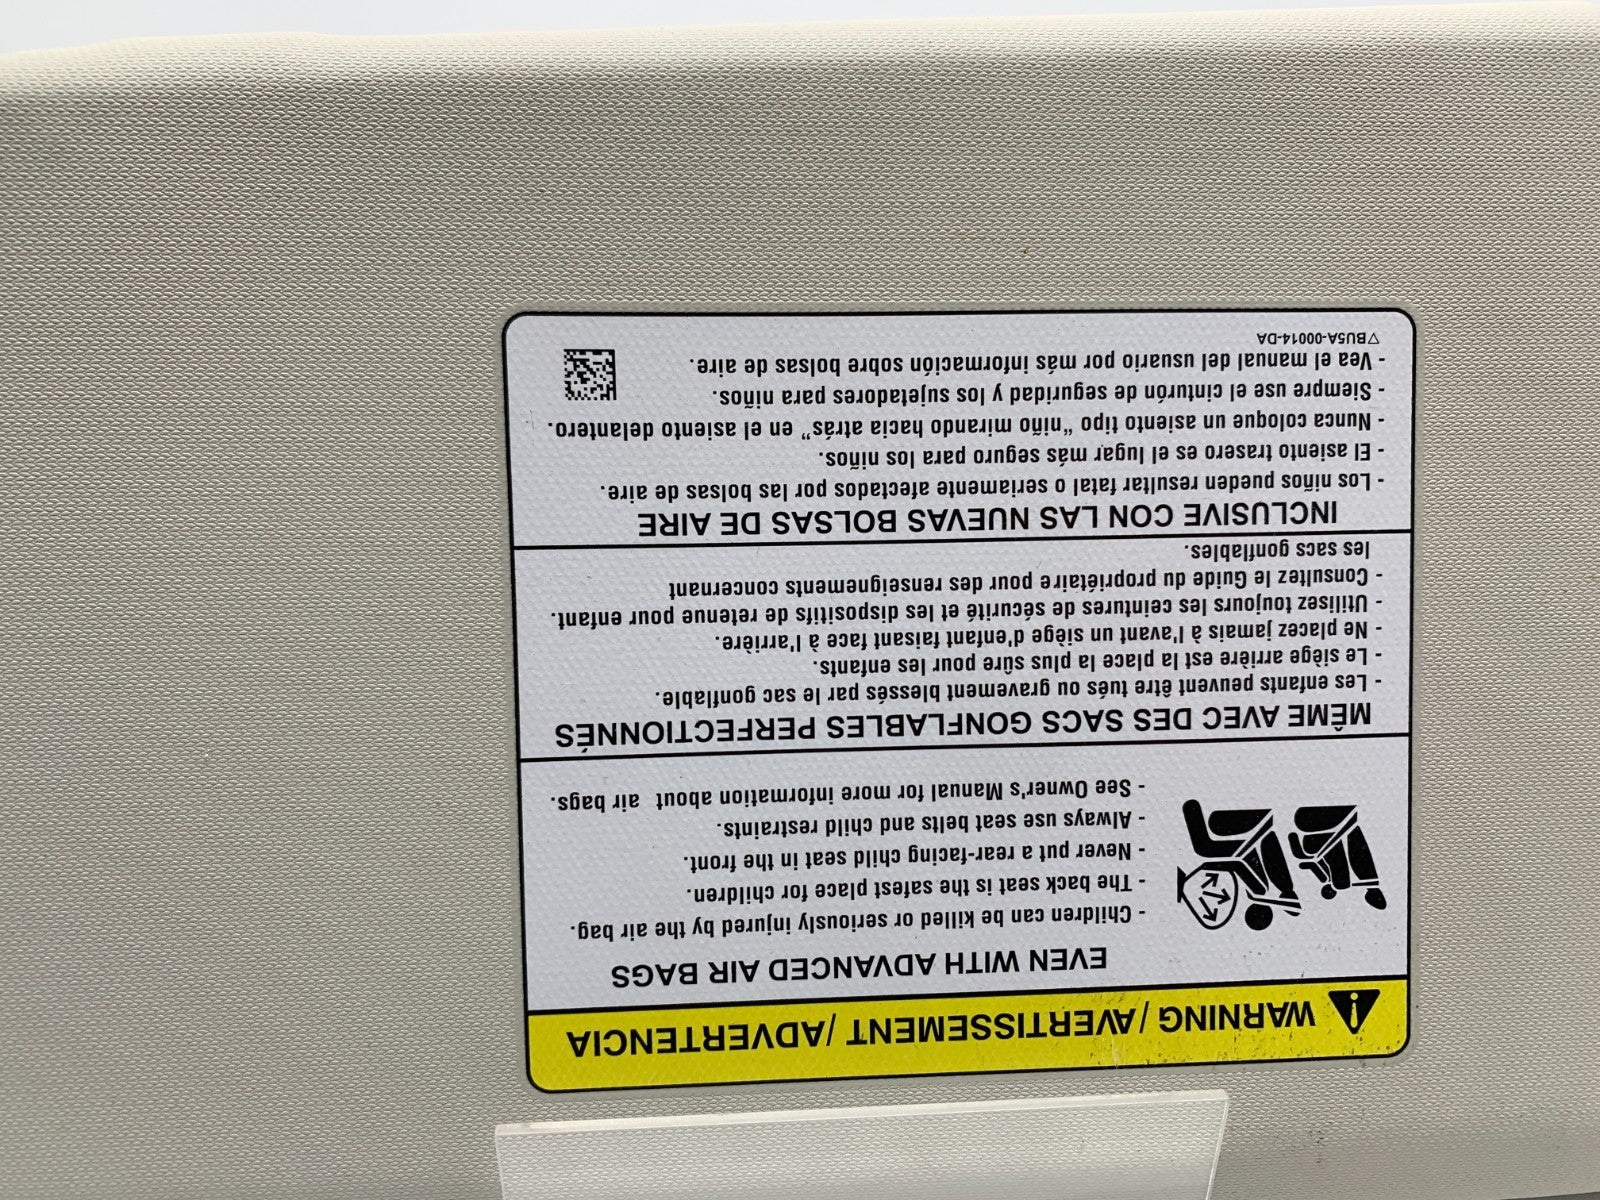 WARNING / AVERTISSEMENT / ADVERTENCIA
EVEN WITH ADVANCED AIR BAGS
- Children can be killed or seriously injured by the air bag.
- The back seat is the safest place for children.
- Never put a rear-facing child seat in the front.
- Always use seat belts and child restraints.
- See Owner's Manual for more information about air bags.
MÊME AVEC DES SACS GONFLABLES PERFECTIONNÉS
- Les enfants peuvent être tués ou gravement blessés par le sac gonflable.
- Le siège arrière est la place la plus sûre pour les enfants.
- Ne placez jamais à l'avant un siège d'enfant faisant face à l'arrière.
- Utilisez toujours les ceintures de sécurité et les dispositifs de retenue pour enfant.
- Consultez le Guide du propriétaire pour des renseignements concernant
les sacs gonflables.
INCLUSIVE CON LAS NUEVAS BOLSAS DE AIRE
- Los niños pueden resultar fatal o seriamente afectados por las bolsas de aire.
- El asiento trasero es el lugar más seguro para los niños.
- Nunca coloque un asiento tipo "niño mirando hacia atrás" en el asiento delantero.
- Siempre use el cinturón de seguridad y los sujetadores para niños.
- Vea el manual del usuario por más información sobre bolsas de aire.
▽BU5A-00014-DA